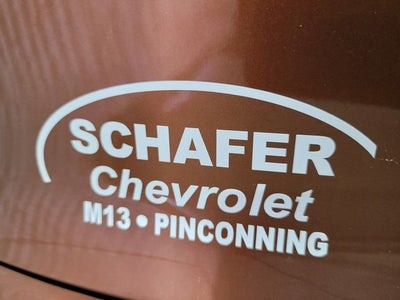 SCHAFER
Chevrolet
M13 • PINCONNING